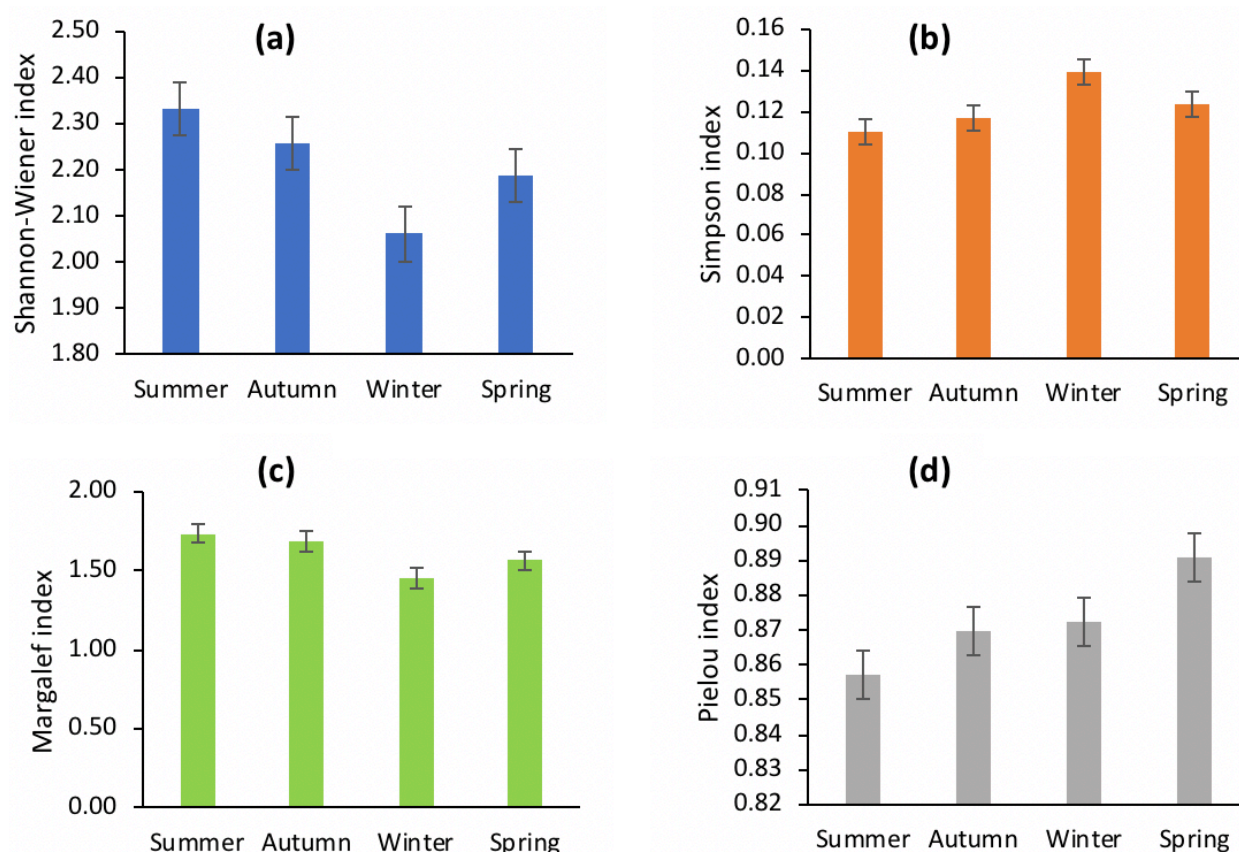 (a)
Shannon-Wiener index
2.50
2.40
2.30
2.20
2.10
2.00
1.90
1.80
Summer Autumn Winter Spring
(b)
Simpson index
0.16
0.14
0.12
0.10
0.08
0.06
0.04
0.02
0.00
Summer Autumn Winter Spring
(c)
Margalef index
2.00
1.50
1.00
0.50
0.00
Summer Autumn Winter Spring
(d)
Pielou index
0.91
0.90
0.89
0.88
0.87
0.86
0.85
0.84
0.83
0.82
Summer Autumn Winter Spring